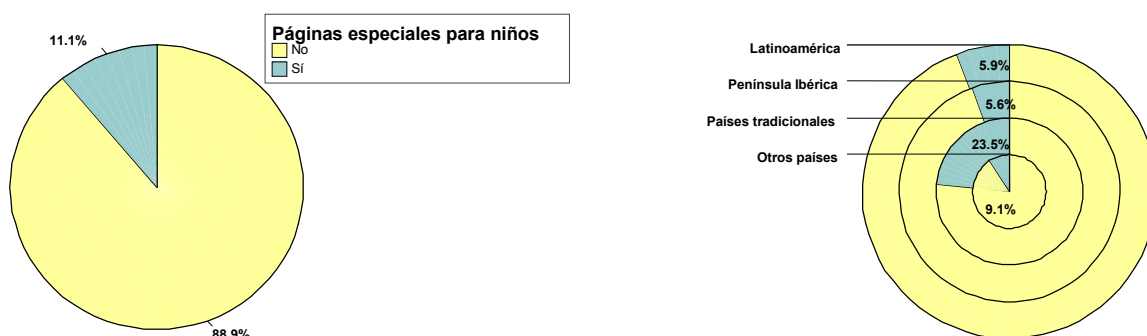 11.1%
Páginas especiales para niños
No
Sí
88.9%
Latinoamérica
Península Ibérica
Países tradicionales
Otros países
5.9%
5.6%
23.5%
9.1%